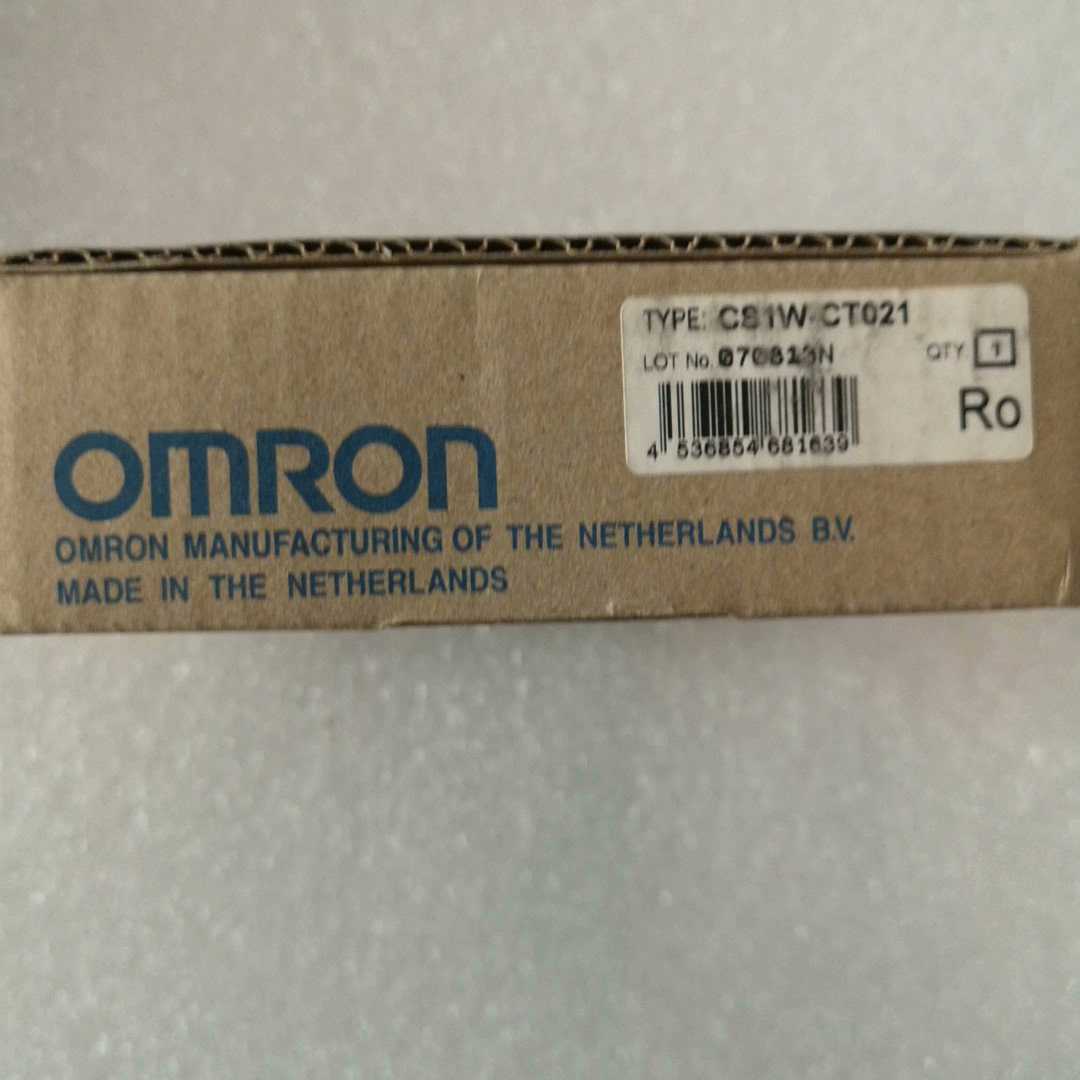 TYPE: CS1W-CT021
LOT No. 070813N QTY 1
Ro
4 536854 681639
OMRON
OMRON MANUFACTURING OF THE NETHERLANDS B.V.
MADE IN THE NETHERLANDS